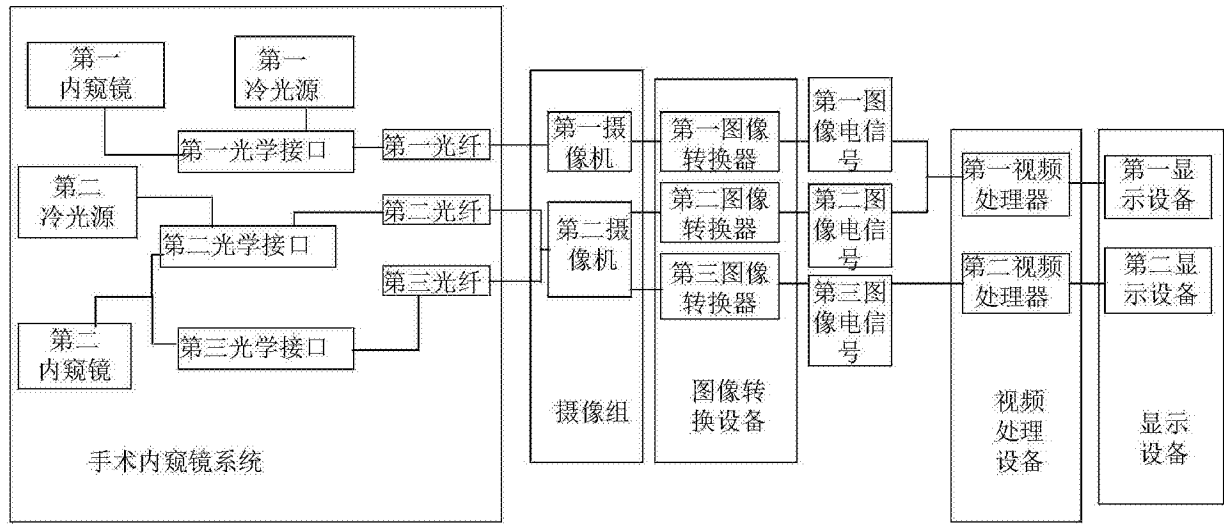 第一
内窥镜
第一
冷光源
第一光学接口
第一光纤
第二
冷光源
第二光学接口
第二光纤
第三光纤
第二
内窥镜
第三光学接口
手术内窥镜系统
第一摄
像机
第二摄
像机
摄像组
第一图像
转换器
第二图像
转换器
第三图像
转换器
图像转
换设备
第一图
像电信
号
第二图
像电信
号
第三图
像电信
号
第一视频
处理器
第二视频
处理器
视频
处理
设备
第一显
示设备
第二显
示设备
显示
设备